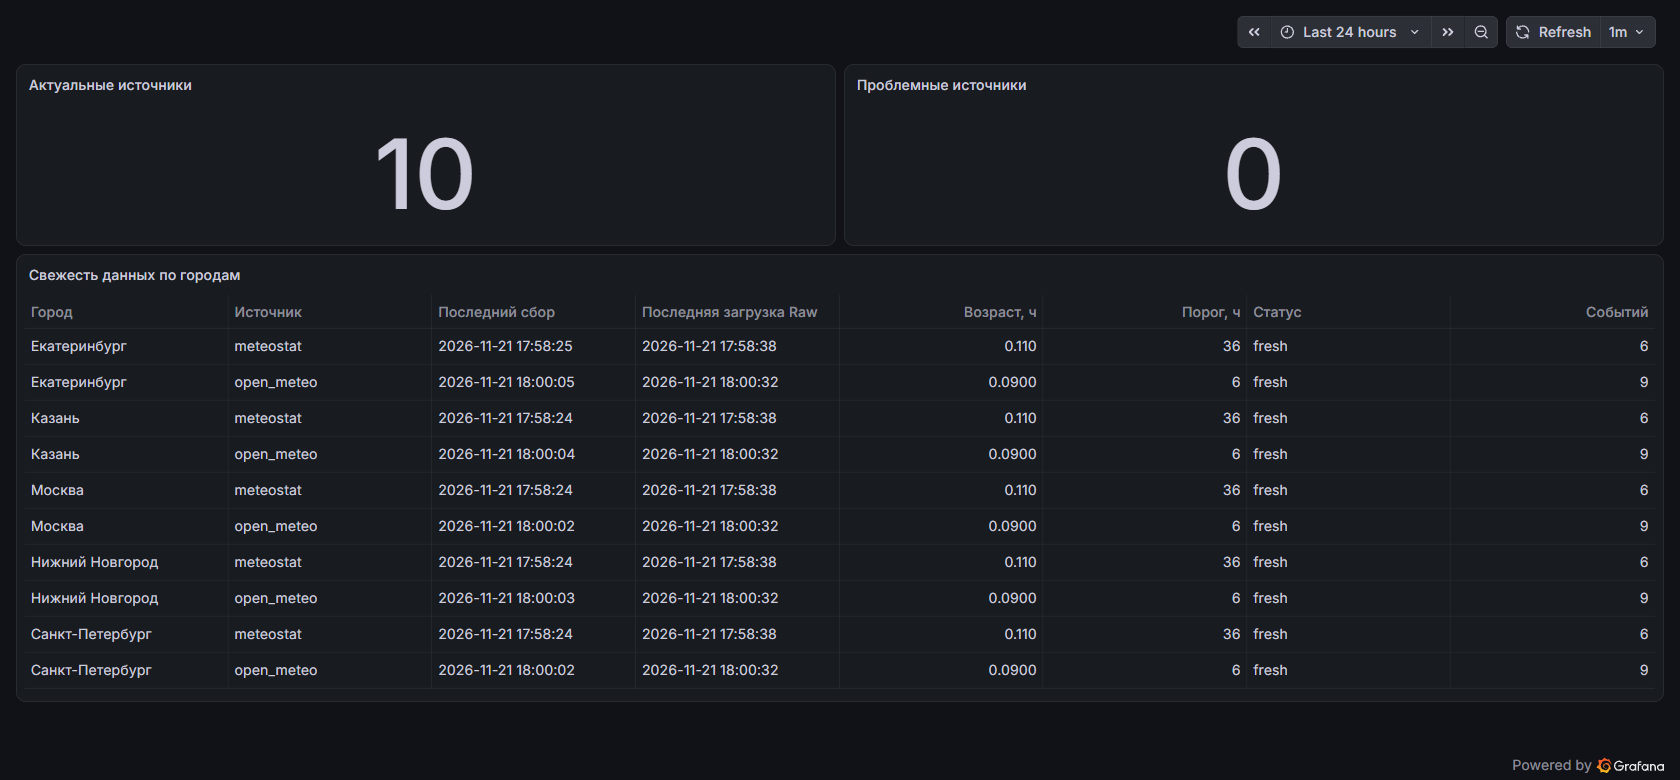 Last 24 hours Refresh 1m
Актуальные источники
10
Проблемные источники
0
Свежесть данных по городам
Город Источник Последний сбор Последняя загрузка Raw Возраст, ч Порог, ч Статус Событий
Екатеринбург meteostat 2026-11-21 17:58:25 2026-11-21 17:58:38 0.110 36 fresh 6
Екатеринбург open_meteo 2026-11-21 18:00:05 2026-11-21 18:00:32 0.0900 6 fresh 9
Казань meteostat 2026-11-21 17:58:24 2026-11-21 17:58:38 0.110 36 fresh 6
Казань open_meteo 2026-11-21 18:00:04 2026-11-21 18:00:32 0.0900 6 fresh 9
Москва meteostat 2026-11-21 17:58:24 2026-11-21 17:58:38 0.110 36 fresh 6
Москва open_meteo 2026-11-21 18:00:02 2026-11-21 18:00:32 0.0900 6 fresh 9
Нижний Новгород meteostat 2026-11-21 17:58:24 2026-11-21 17:58:38 0.110 36 fresh 6
Нижний Новгород open_meteo 2026-11-21 18:00:03 2026-11-21 18:00:32 0.0900 6 fresh 9
Санкт-Петербург meteostat 2026-11-21 17:58:24 2026-11-21 17:58:38 0.110 36 fresh 6
Санкт-Петербург open_meteo 2026-11-21 18:00:02 2026-11-21 18:00:32 0.0900 6 fresh 9
Powered by Grafana